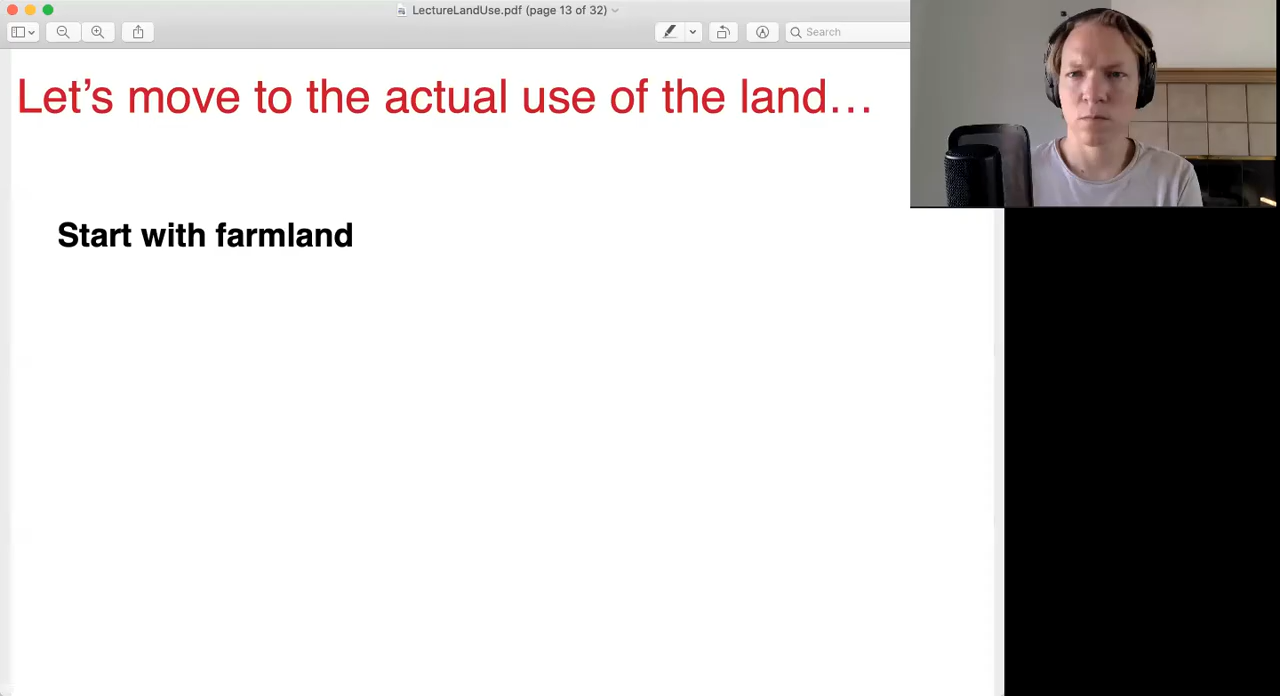 LectureLandUse.pdf (page 13 of 32)
Search
Let's move to the actual use of the land…
Start with farmland